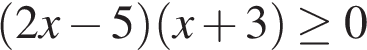 (2x − 5)(x + 3) ≥ 0